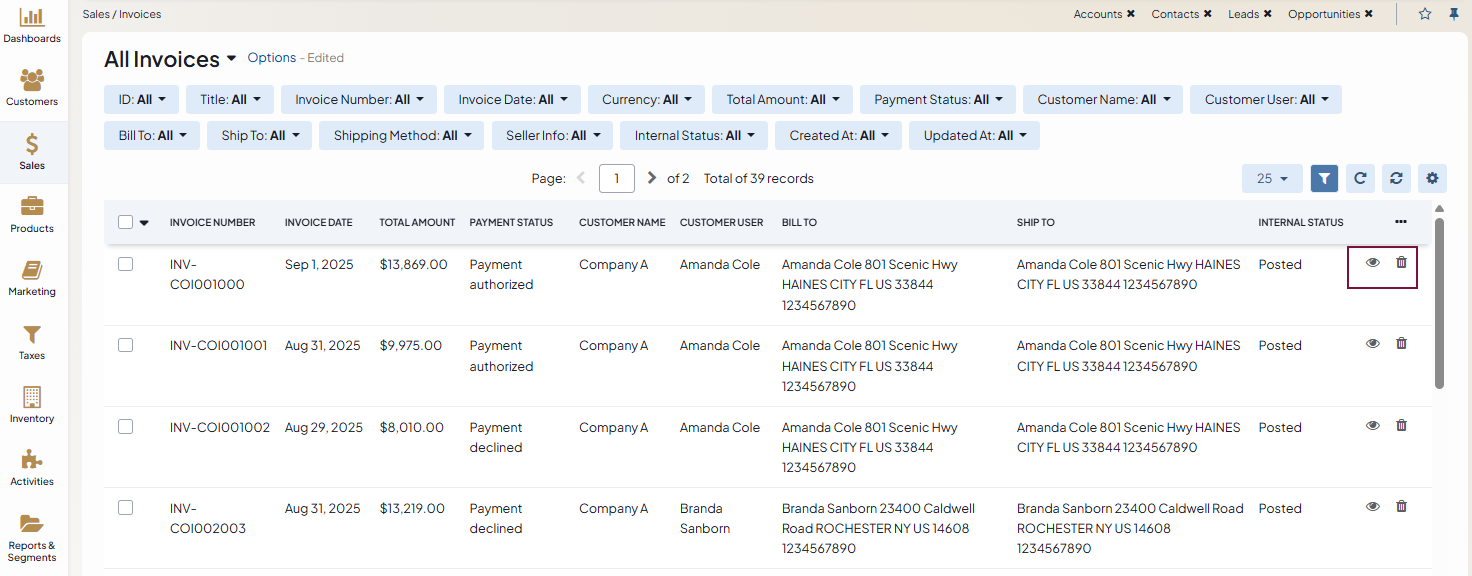 Dashboards
Customers
Sales
Products
Marketing
Taxes
Inventory
Activities
Reports &
Segments
Sales / Invoices
Accounts ✖ Contacts ✖ Leads ✖ Opportunities ✖
All Invoices Options - Edited
ID: All Title: All Invoice Number: All Invoice Date: All Currency: All Total Amount: All Payment Status: All Customer Name: All Customer User: All
Bill To: All Ship To: All Shipping Method: All Seller Info: All Internal Status: All Created At: All Updated At: All
Page: 1 of 2 Total of 39 records 25
INVOICE NUMBER INVOICE DATE TOTAL AMOUNT PAYMENT STATUS CUSTOMER NAME CUSTOMER USER BILL TO SHIP TO INTERNAL STATUS
INV- Sep 1, 2025 $13,869.00 Payment Company A Amanda Cole Amanda Cole 801 Scenic Hwy Amanda Cole 801 Scenic Hwy HAINES Posted
COI001000 authorized HAINES CITY FL US 33844 CITY FL US 33844 1234567890
1234567890
INV-COI001001 Aug 31, 2025 $9,975.00 Payment Company A Amanda Cole Amanda Cole 801 Scenic Hwy Amanda Cole 801 Scenic Hwy HAINES Posted
authorized HAINES CITY FL US 33844 CITY FL US 33844 1234567890
1234567890
INV-COI001002 Aug 29, 2025 $8,010.00 Payment Company A Amanda Cole Amanda Cole 801 Scenic Hwy Amanda Cole 801 Scenic Hwy HAINES Posted
declined HAINES CITY FL US 33844 CITY FL US 33844 1234567890
1234567890
INV- Aug 31, 2025 $13,219.00 Payment Company A Branda Branda Sanborn 23400 Caldwell Branda Sanborn 23400 Caldwell Road Posted
COI002003 declined Sanborn Road ROCHESTER NY US 14608 ROCHESTER NY US 14608
1234567890 1234567890